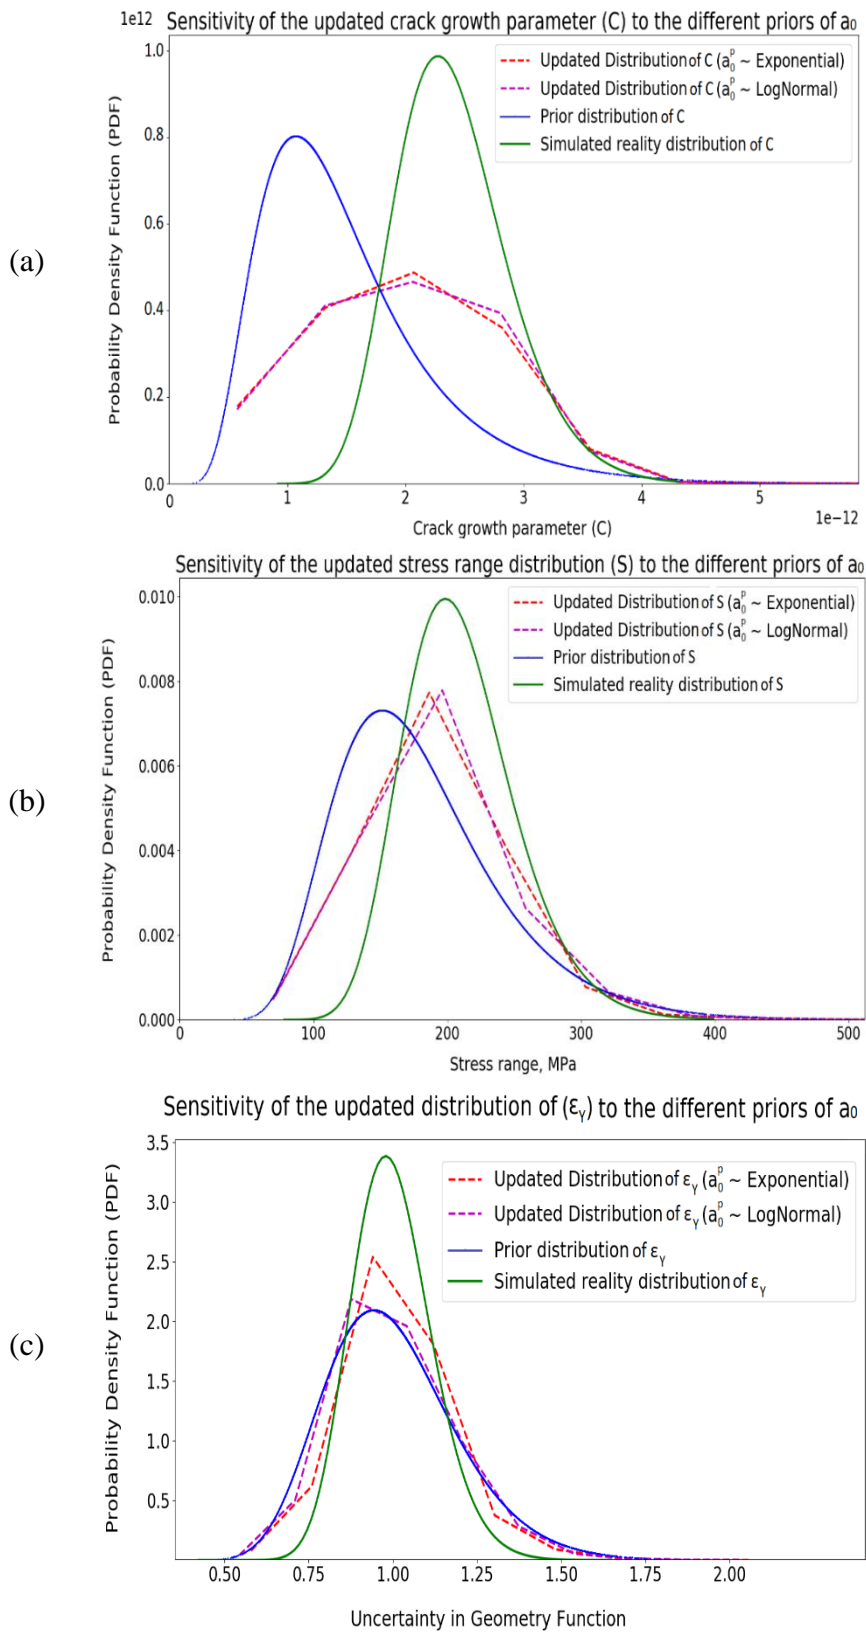 Sensitivity of the updated crack growth parameter (C) to the different priors of a₀
1e12
1.0
0.8
0.6
0.4
0.2
0.0
Probability Density Function (PDF)
Updated Distribution of C (a₀ᵖ ~ Exponential)
Updated Distribution of C (a₀ᵖ ~ LogNormal)
Prior distribution of C
Simulated reality distribution of C
(a)
0 1 2 3 4 5
1e−12
Crack growth parameter (C)
Sensitivity of the updated stress range distribution (S) to the different priors of a₀
0.010
0.008
0.006
0.004
0.002
0.000
Probability Density Function (PDF)
Updated Distribution of S (a₀ᵖ ~ Exponential)
Updated Distribution of S (a₀ᵖ ~ LogNormal)
Prior distribution of S
Simulated reality distribution of S
(b)
0 100 200 300 400 500
Stress range, MPa
Sensitivity of the updated distribution of (ε_Y) to the different priors of a₀
3.5
3.0
2.5
2.0
1.5
1.0
0.5
Probability Density Function (PDF)
Updated Distribution of ε_Y (a₀ᵖ ~ Exponential)
Updated Distribution of ε_Y (a₀ᵖ ~ LogNormal)
Prior distribution of ε_Y
Simulated reality distribution of ε_Y
(c)
0.50 0.75 1.00 1.25 1.50 1.75 2.00
Uncertainty in Geometry Function